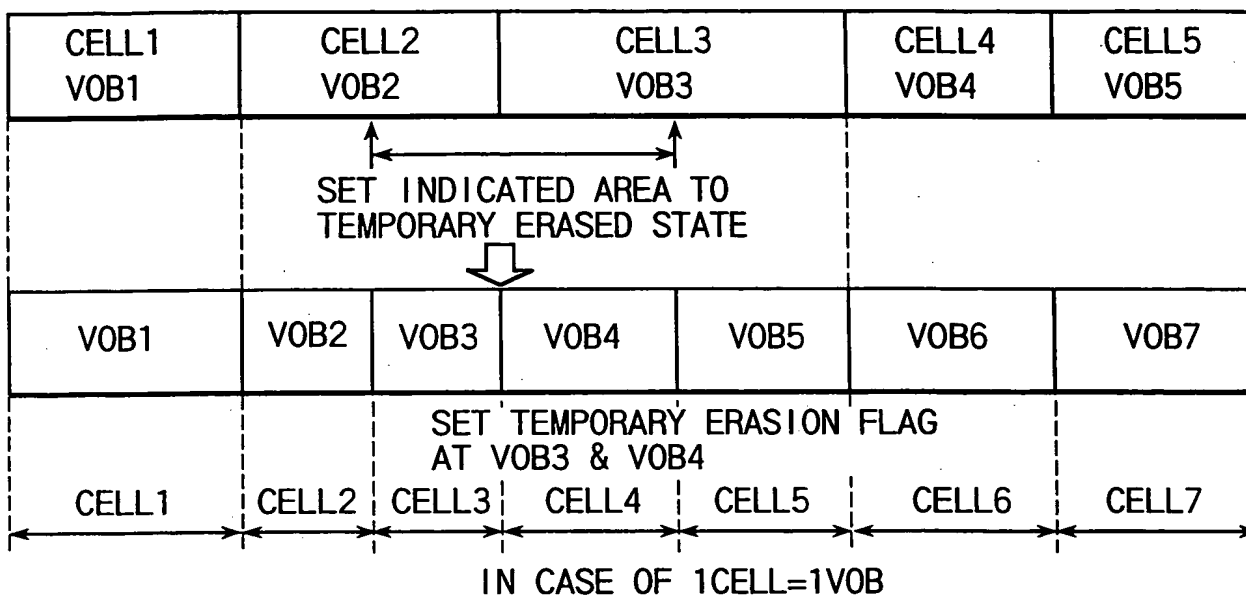 CELL1 CELL2 CELL3 CELL4 CELL5
VOB1 VOB2 VOB3 VOB4 VOB5
SET INDICATED AREA TO
TEMPORARY ERASED STATE
VOB1 VOB2 VOB3 VOB4 VOB5 VOB6 VOB7
SET TEMPORARY ERASION FLAG
AT VOB3 & VOB4
CELL1 CELL2 CELL3 CELL4 CELL5 CELL6 CELL7
IN CASE OF 1CELL=1VOB